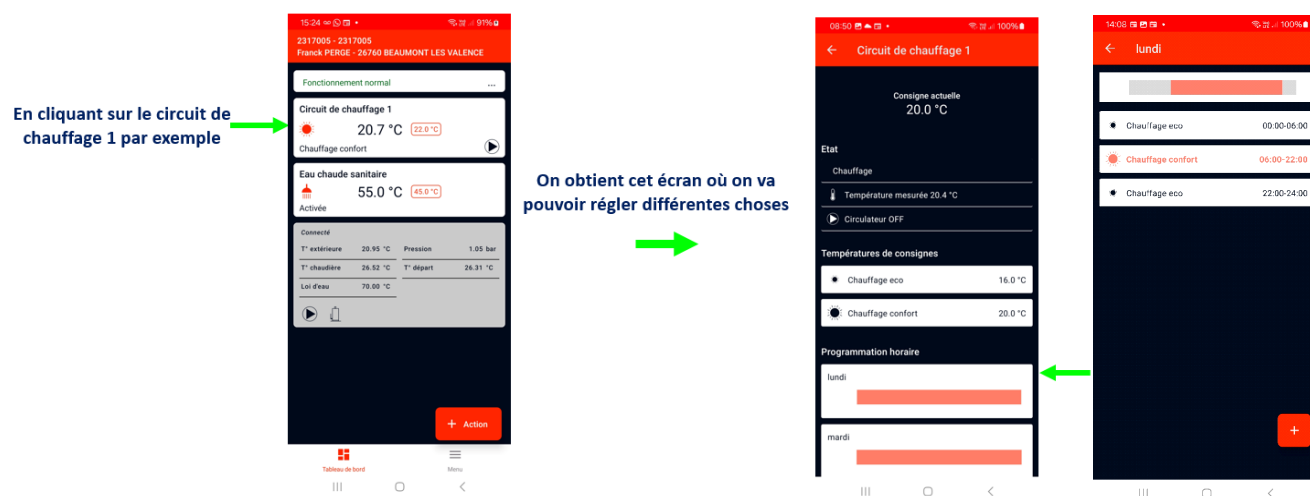 En cliquant sur le circuit de
chauffage 1 par exemple
15:24
91%
2317005 - 2317005
Franck PERGE - 26760 BEAUMONT LES VALENCE
Fonctionnement normal ...
Circuit de chauffage 1
20.7 °C 22.0 °C
Chauffage confort
Eau chaude sanitaire
55.0 °C 45.0 °C
Activée
Connecté
T° extérieure 20.95 °C Pression 1.05 bar
T° chaudière 26.52 °C T° départ 26.31 °C
Loi d'eau 70.00 °C
+ Action
Tableau de bord Menu
On obtient cet écran où on va
pouvoir régler différentes choses
08:50 100%
Circuit de chauffage 1
Consigne actuelle
20.0 °C
Etat
Chauffage
Température mesurée 20.4 °C
Circulateur OFF
Températures de consignes
Chauffage eco 16.0 °C
Chauffage confort 20.0 °C
Programmation horaire
lundi
mardi
14:08 100%
lundi
Chauffage eco 00:00-06:00
Chauffage confort 06:00-22:00
Chauffage eco 22:00-24:00
+